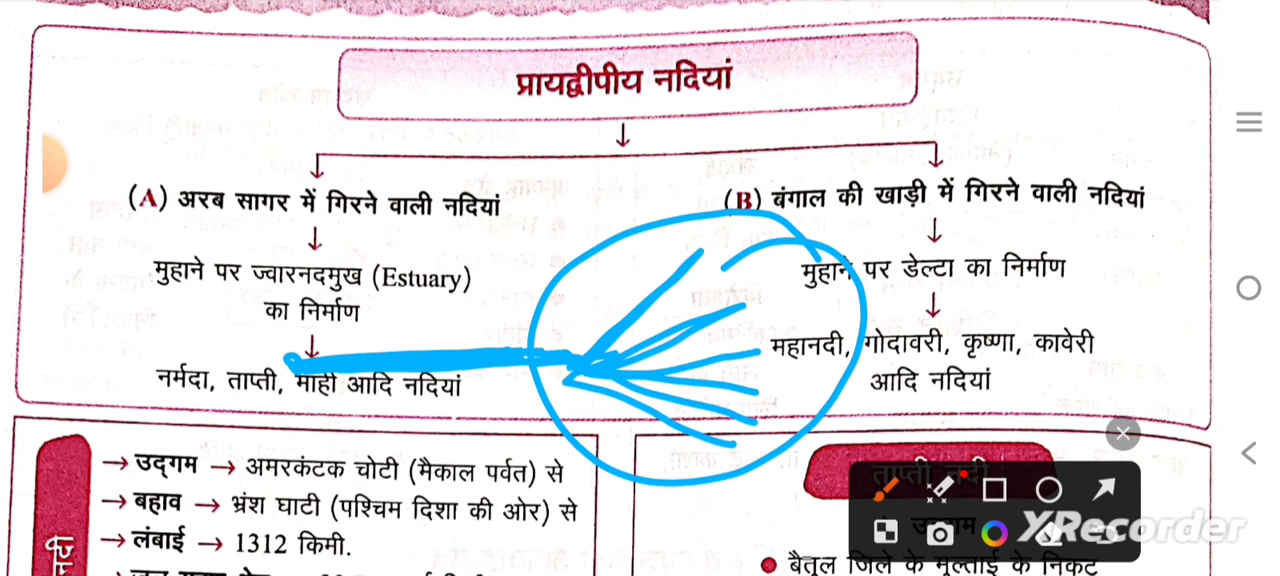 प्रायद्वीपीय नदियां
(A) अरब सागर में गिरने वाली नदियां
(B) बंगाल की खाड़ी में गिरने वाली नदियां
मुहाने पर ज्वारनदमुख (Estuary)
का निर्माण
मुहाने पर डेल्टा का निर्माण
नर्मदा, ताप्ती, माही आदि नदियां
महानदी, गोदावरी, कृष्णा, कावेरी
आदि नदियां
→ उद्गम → अमरकंटक चोटी (मैकाल पर्वत) से
→ बहाव → भ्रंश घाटी (पश्चिम दिशा की ओर) से
→ लंबाई → 1312 किमी.
ताप्ती नदी
उद्गम
बैतूल जिले के मुल्ताई के निकट
XRecorder